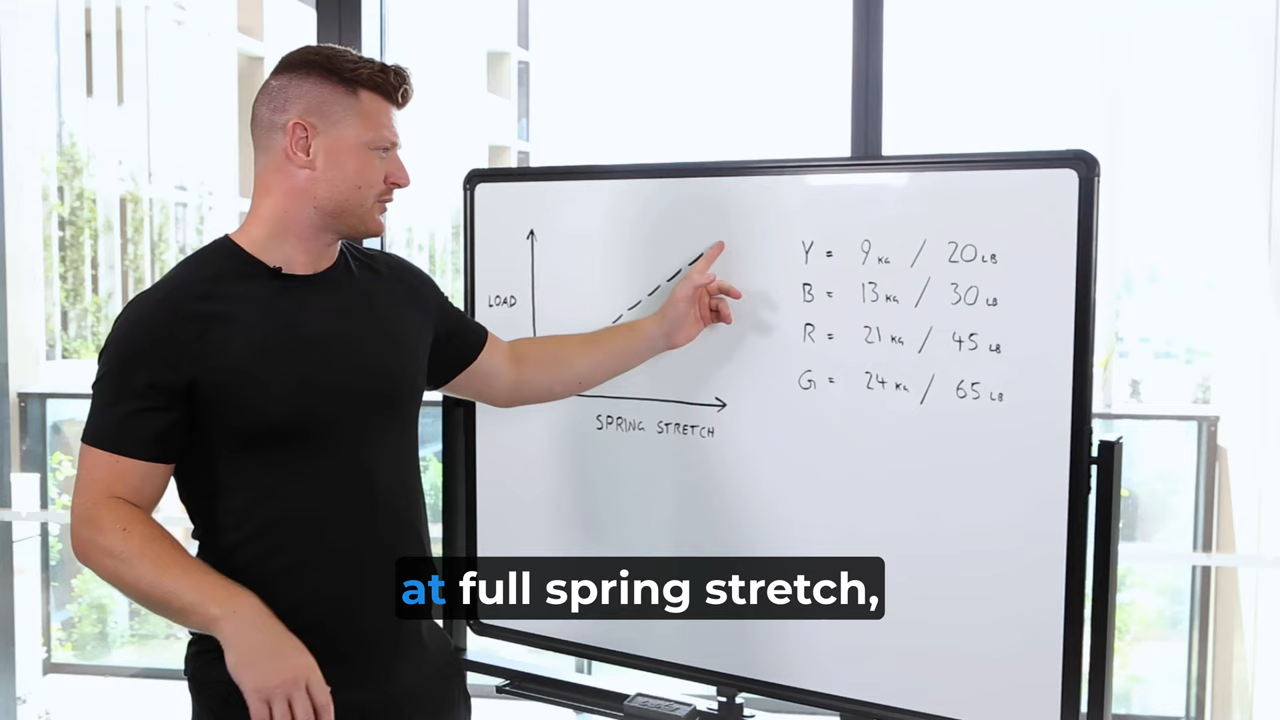 LOAD
SPRING STRETCH
Y = 9 KG / 20 LB
B = 13 KG / 30 LB
R = 21 KG / 45 LB
G = 24 KG / 65 LB
at full spring stretch,